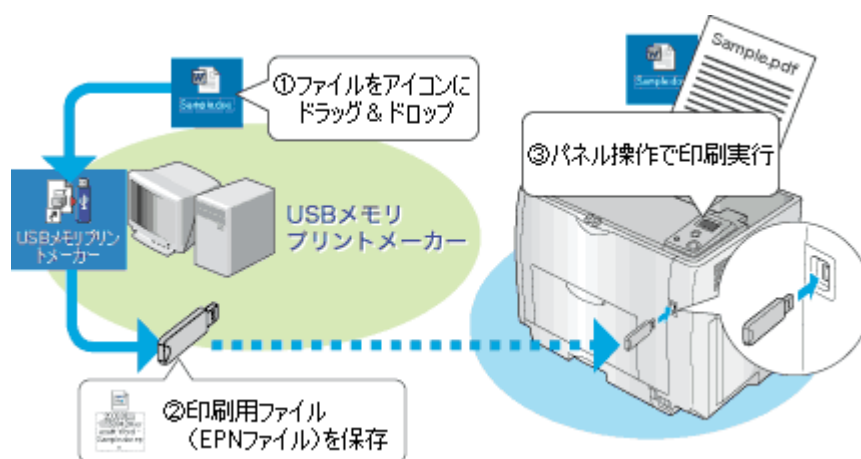 Sample.doc
①ファイルをアイコンに
ドラッグ＆ドロップ
USBメモリプリン
トメーカー
USBメモリ
プリントメーカー
②印刷用ファイル
（EPNファイル）を保存
Sample.doc
Sample.pdf
③パネル操作で印刷実行